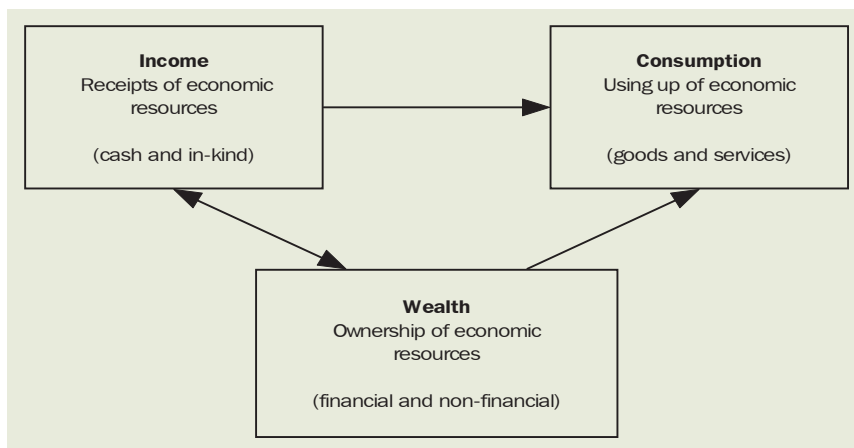 Income
Receipts of economic
resources
(cash and in-kind)
Consumption
Using up of economic
resources
(goods and services)
Wealth
Ownership of economic
resources
(financial and non-financial)